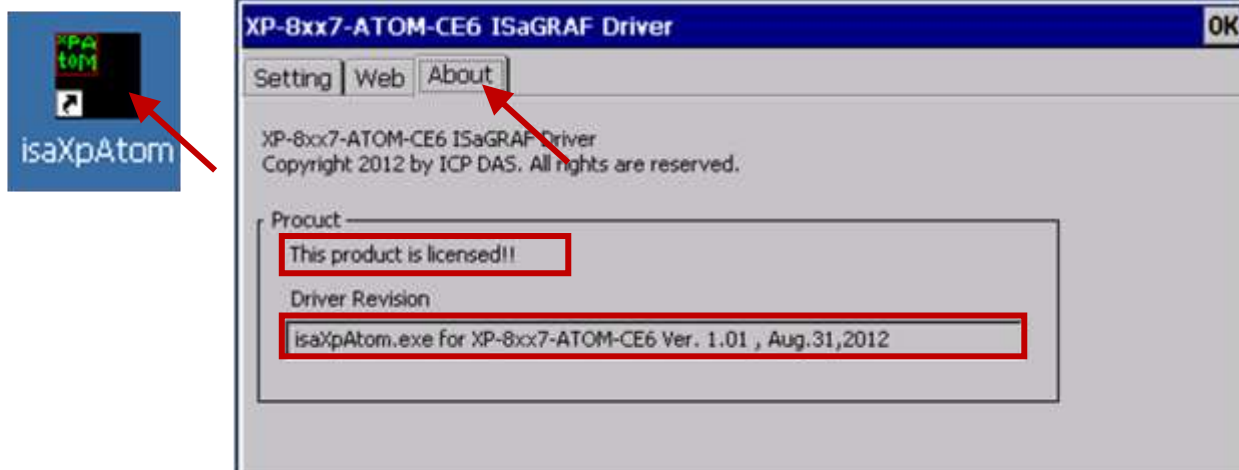 XPA
tom
isaXpAtom
XP-8xx7-ATOM-CE6 ISaGRAF Driver
OK
Setting
Web
About
XP-8xx7-ATOM-CE6 ISaGRAF Driver
Copyright 2012 by ICP DAS. All rights are reserved.
Procuct
This product is licensed!!
Driver Revision
isaXpAtom.exe for XP-8xx7-ATOM-CE6 Ver. 1.01 , Aug.31,2012